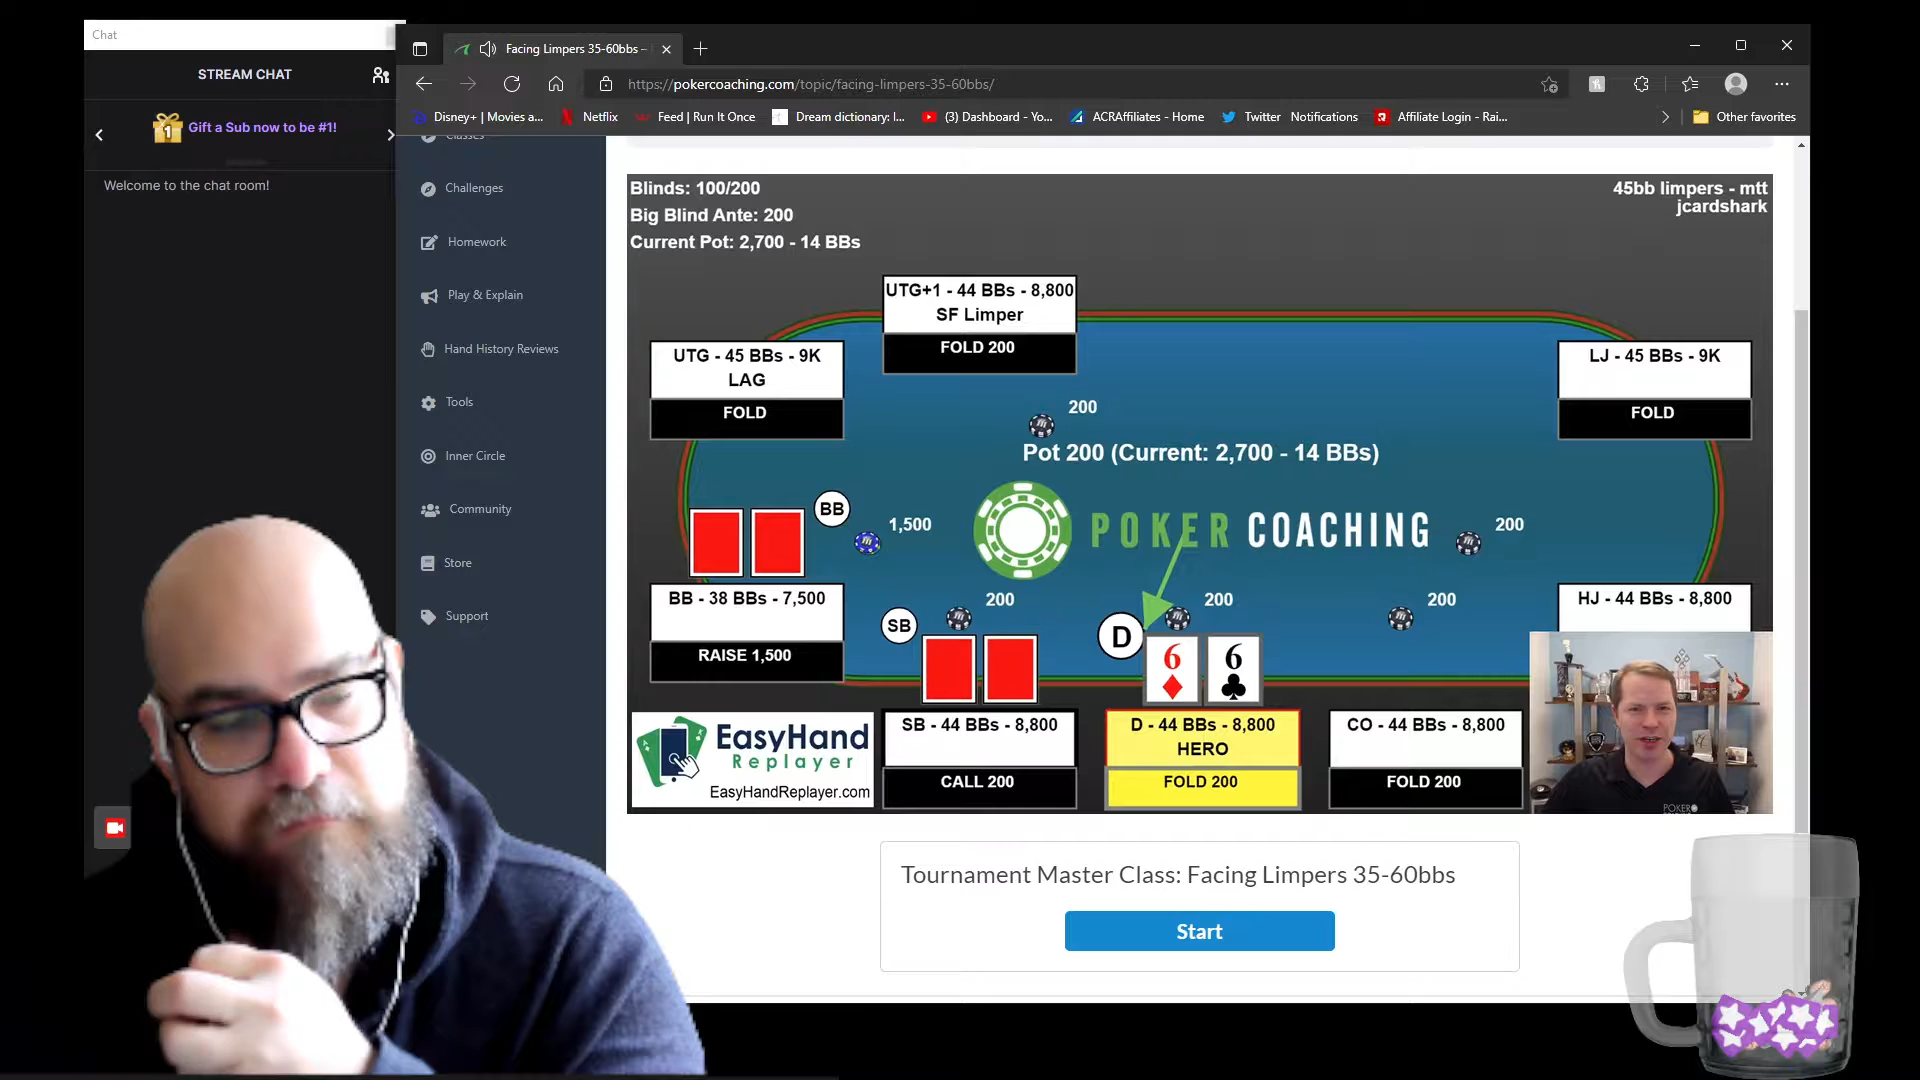 Chat
STREAM CHAT
1
Gift a Sub now to be #1!
Welcome to the chat room!
Facing Limpers 35-60bbs –
https://pokercoaching.com/topic/facing-limpers-35-60bbs/
Disney+ | Movies a...
Netflix
Feed | Run It Once
Dream dictionary: I...
(3) Dashboard - Yo...
ACRAffiliates - Home
Twitter
Notifications
Affiliate Login - Rai...
Other favorites
Classes
Challenges
Homework
Play & Explain
Hand History Reviews
Tools
Inner Circle
Community
Store
Support
Blinds: 100/200
Big Blind Ante: 200
Current Pot: 2,700 - 14 BBs
45bb limpers - mtt
jcardshark
UTG+1 - 44 BBs - 8,800
SF Limper
FOLD 200
UTG - 45 BBs - 9K
LAG
FOLD
LJ - 45 BBs - 9K
FOLD
200
Pot 200 (Current: 2,700 - 14 BBs)
BB
1,500
POKER COACHING
200
BB - 38 BBs - 7,500
RAISE 1,500
SB
200
D
200
200
HJ - 44 BBs - 8,800
6
6
EasyHand
Replayer
EasyHandReplayer.com
SB - 44 BBs - 8,800
CALL 200
D - 44 BBs - 8,800
HERO
FOLD 200
CO - 44 BBs - 8,800
FOLD 200
POKER
Tournament Master Class: Facing Limpers 35-60bbs
Start